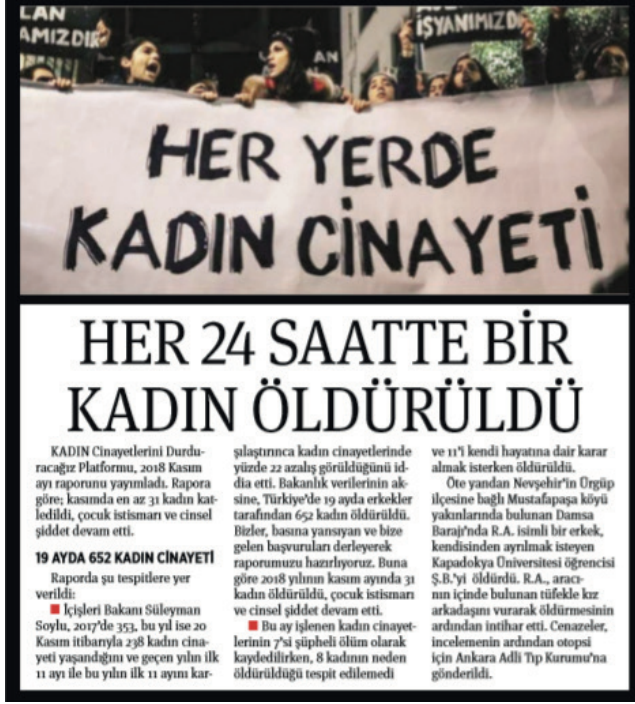 LAN
AMIZDIR
AN
İSYANIMIZDI
HER YERDE
KADIN CİNAYETİ
HER 24 SAATTE BİR
KADIN ÖLDÜRÜLDÜ
KADIN Cinayetlerini Durdu-
racağız Platformu, 2018 Kasım
ayı raporunu yayımladı. Rapora
göre; kasımda en az 31 kadın kat-
ledildi, çocuk istismarı ve cinsel
şiddet devam etti.
19 AYDA 652 KADIN CİNAYETİ
Raporda şu tespitlere yer
verildi:
İçişleri Bakanı Süleyman
Soylu, 2017'de 353, bu yıl ise 20
Kasım itibarıyla 238 kadın cina-
yeti yaşandığını ve geçen yılın ilk
11 ayı ile bu yılın ilk 11 ayını kar-
şılaştırınca kadın cinayetlerinde
yüzde 22 azalış görüldüğünü id-
dia etti. Bakanlık verilerinin ak-
sine, Türkiye'de 19 ayda erkekler
tarafından 652 kadın öldürüldü.
Bizler, basına yansıyan ve bize
gelen başvuruları derleyerek
raporumuzu hazırlıyoruz. Buna
göre 2018 yılının kasım ayında 31
kadın öldürüldü, çocuk istismarı
ve cinsel şiddet devam etti.
Bu ay işlenen kadın cinayet-
lerinin 7'si şüpheli ölüm olarak
kaydedilirken, 8 kadının neden
öldürüldüğü tespit edilemedi
ve 11'i kendi hayatına dair karar
almak isterken öldürüldü.
Öte yandan Nevşehir'in Ürgüp
ilçesine bağlı Mustafapaşa köyü
yakınlarında bulunan Damsa
Barajı'nda R.A. isimli bir erkek,
kendisinden ayrılmak isteyen
Kapadokya Üniversitesi öğrencisi
Ş.B.'yi öldürdü. R.A., aracı-
nın içinde bulunan tüfekle kız
arkadaşını vurarak öldürmesinin
ardından intihar etti. Cenazeler,
incelemenin ardından otopsi
için Ankara Adli Tıp Kurumu'na
gönderildi.